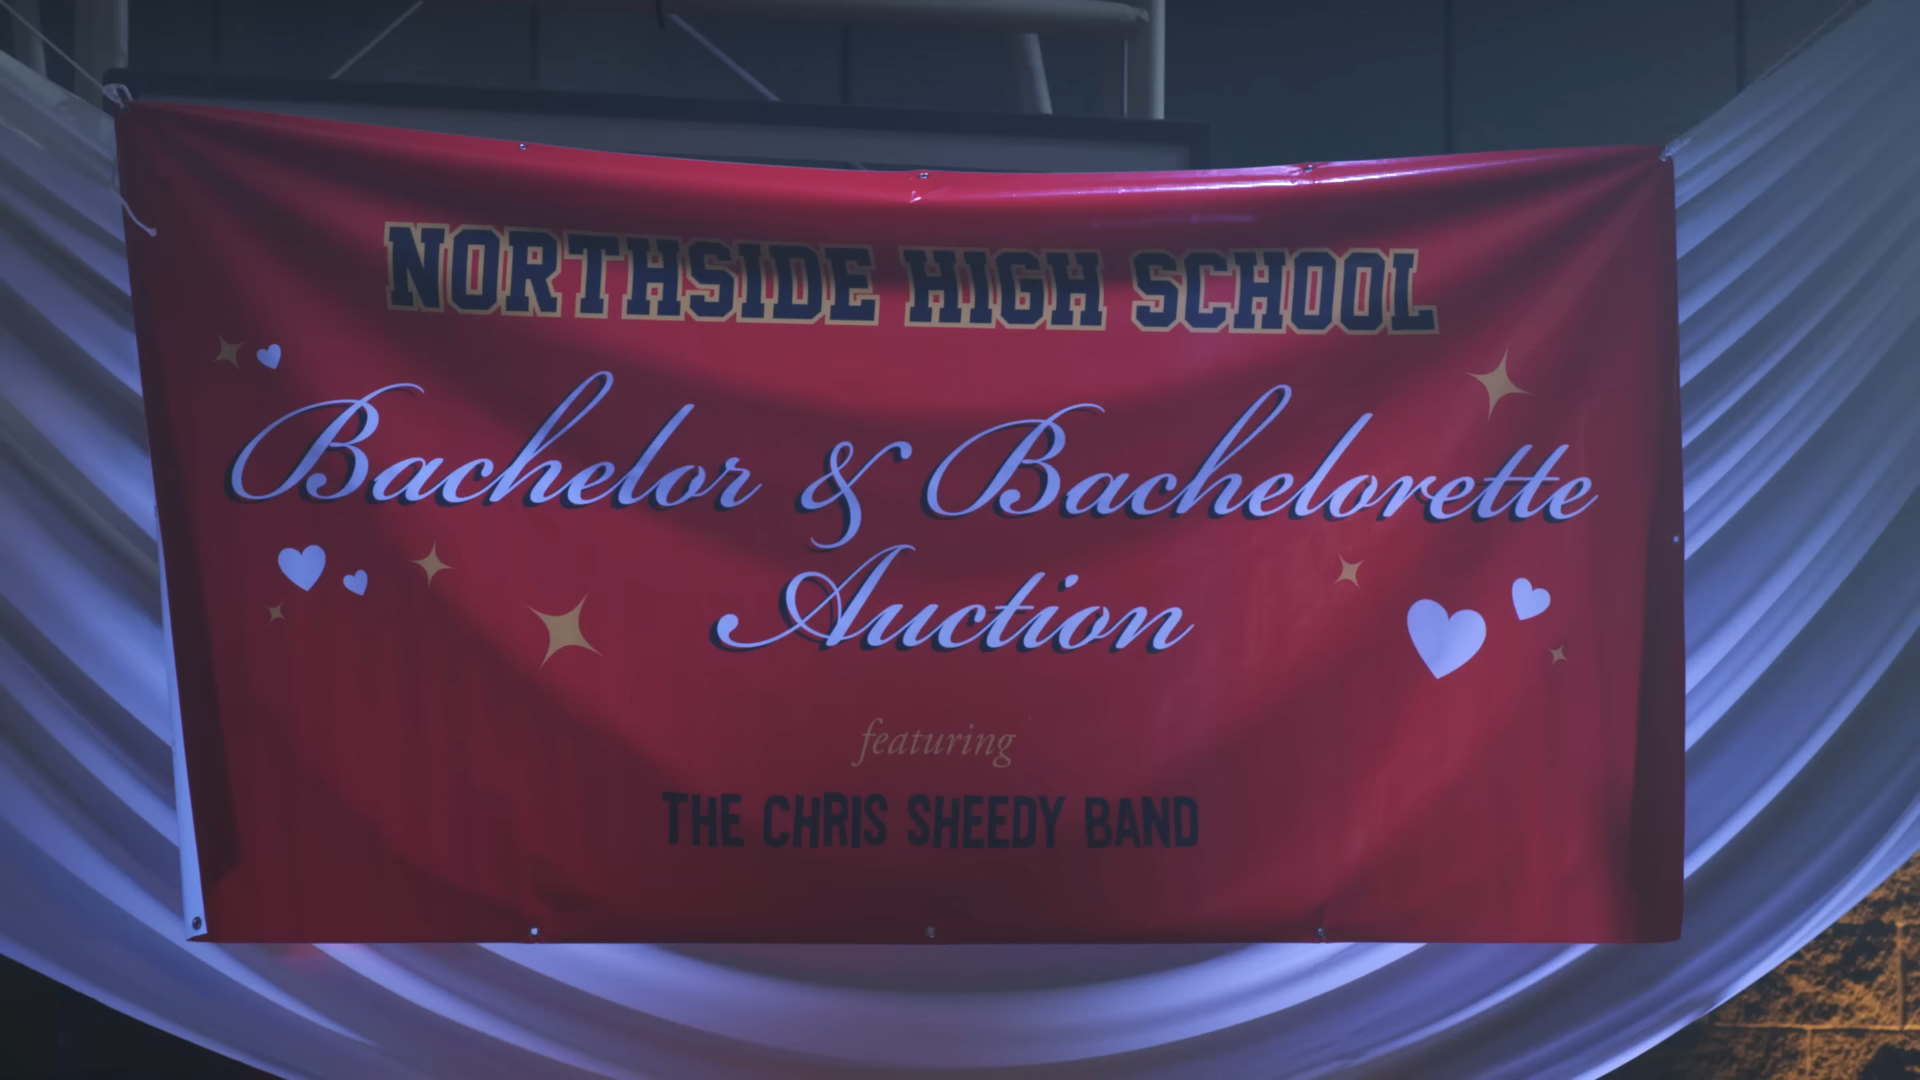 NORTHSIDE HIGH SCHOOL
Bachelor & Bachelorette
Auction
featuring
THE CHRIS SHEEDY BAND